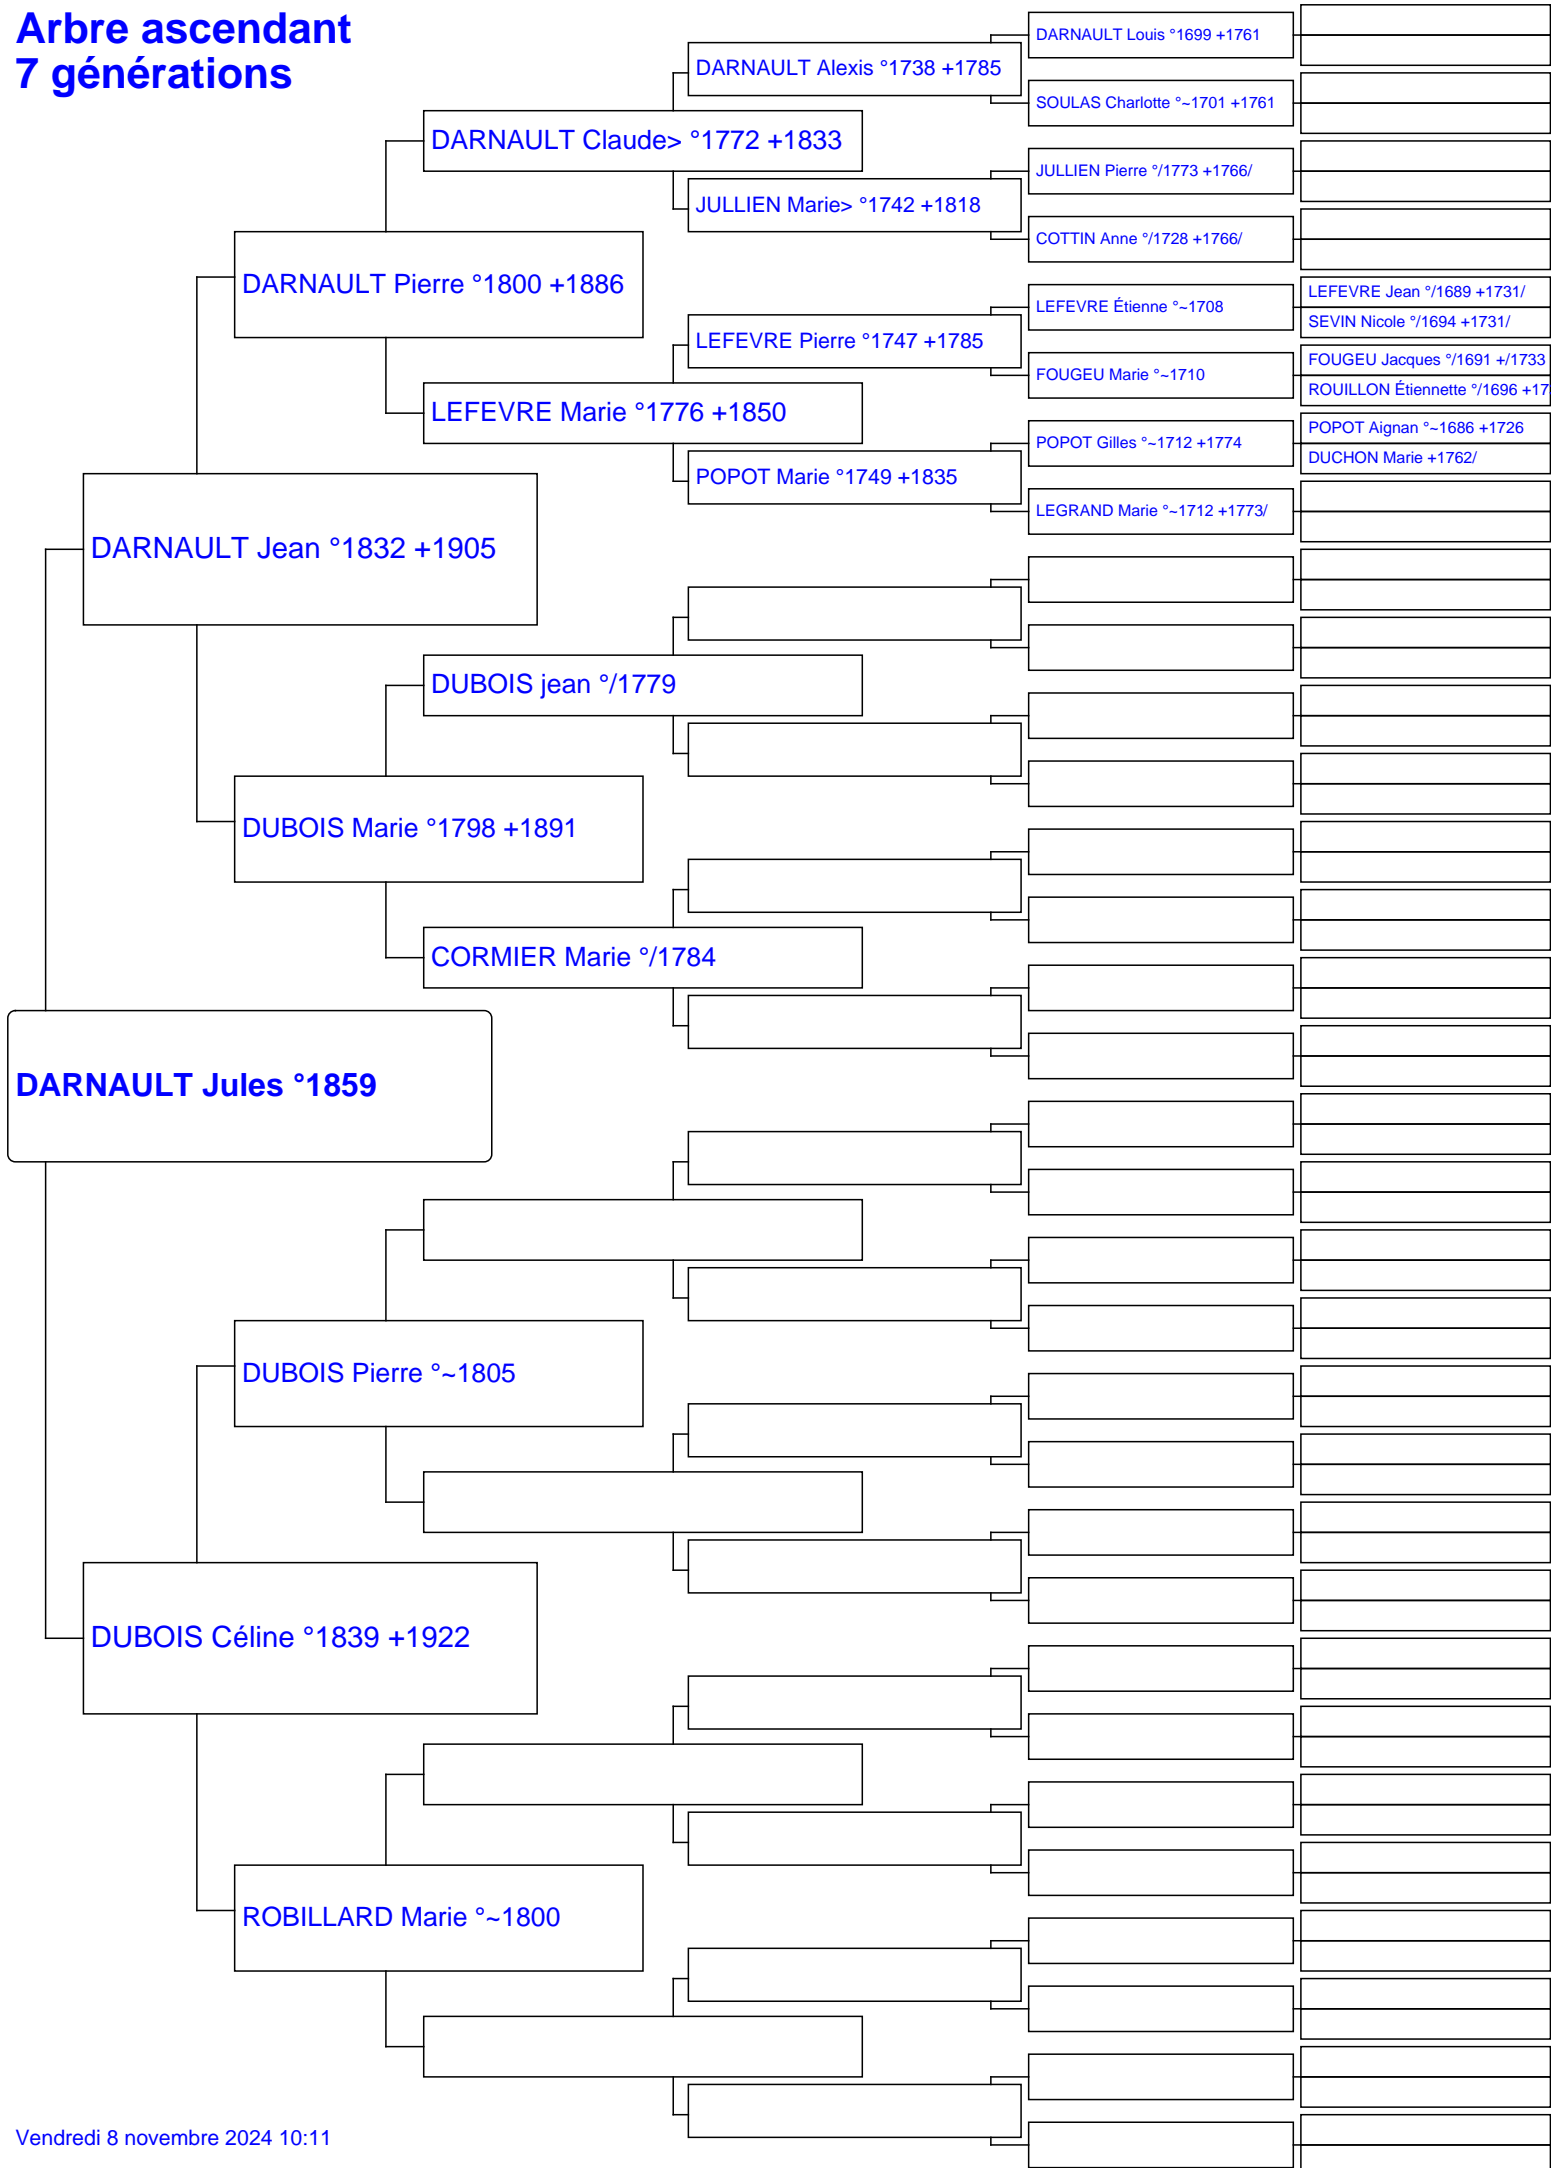 Arbre ascendant
7 générations
DARNAULT Louis °1699 +1761
DARNAULT Alexis °1738 +1785
SOULAS Charlotte °~1701 +1761
DARNAULT Claude> °1772 +1833
JULLIEN Pierre °/1773 +1766/
JULLIEN Marie> °1742 +1818
COTTIN Anne °/1728 +1766/
DARNAULT Pierre °1800 +1886
LEFEVRE Jean °/1689 +1731/
LEFEVRE Étienne °~1708
SEVIN Nicole °/1694 +1731/
LEFEVRE Pierre °1747 +1785
FOUGEU Jacques °/1691 +/1733
FOUGEU Marie °~1710
ROUILLON Étiennette °/1696 +17
LEFEVRE Marie °1776 +1850
POPOT Aignan °~1686 +1726
POPOT Gilles °~1712 +1774
DUCHON Marie +1762/
POPOT Marie °1749 +1835
LEGRAND Marie °~1712 +1773/
DARNAULT Jean °1832 +1905
DUBOIS jean °/1779
DUBOIS Marie °1798 +1891
CORMIER Marie °/1784
DARNAULT Jules °1859
DUBOIS Pierre °~1805
DUBOIS Céline °1839 +1922
ROBILLARD Marie °~1800
Vendredi 8 novembre 2024 10:11